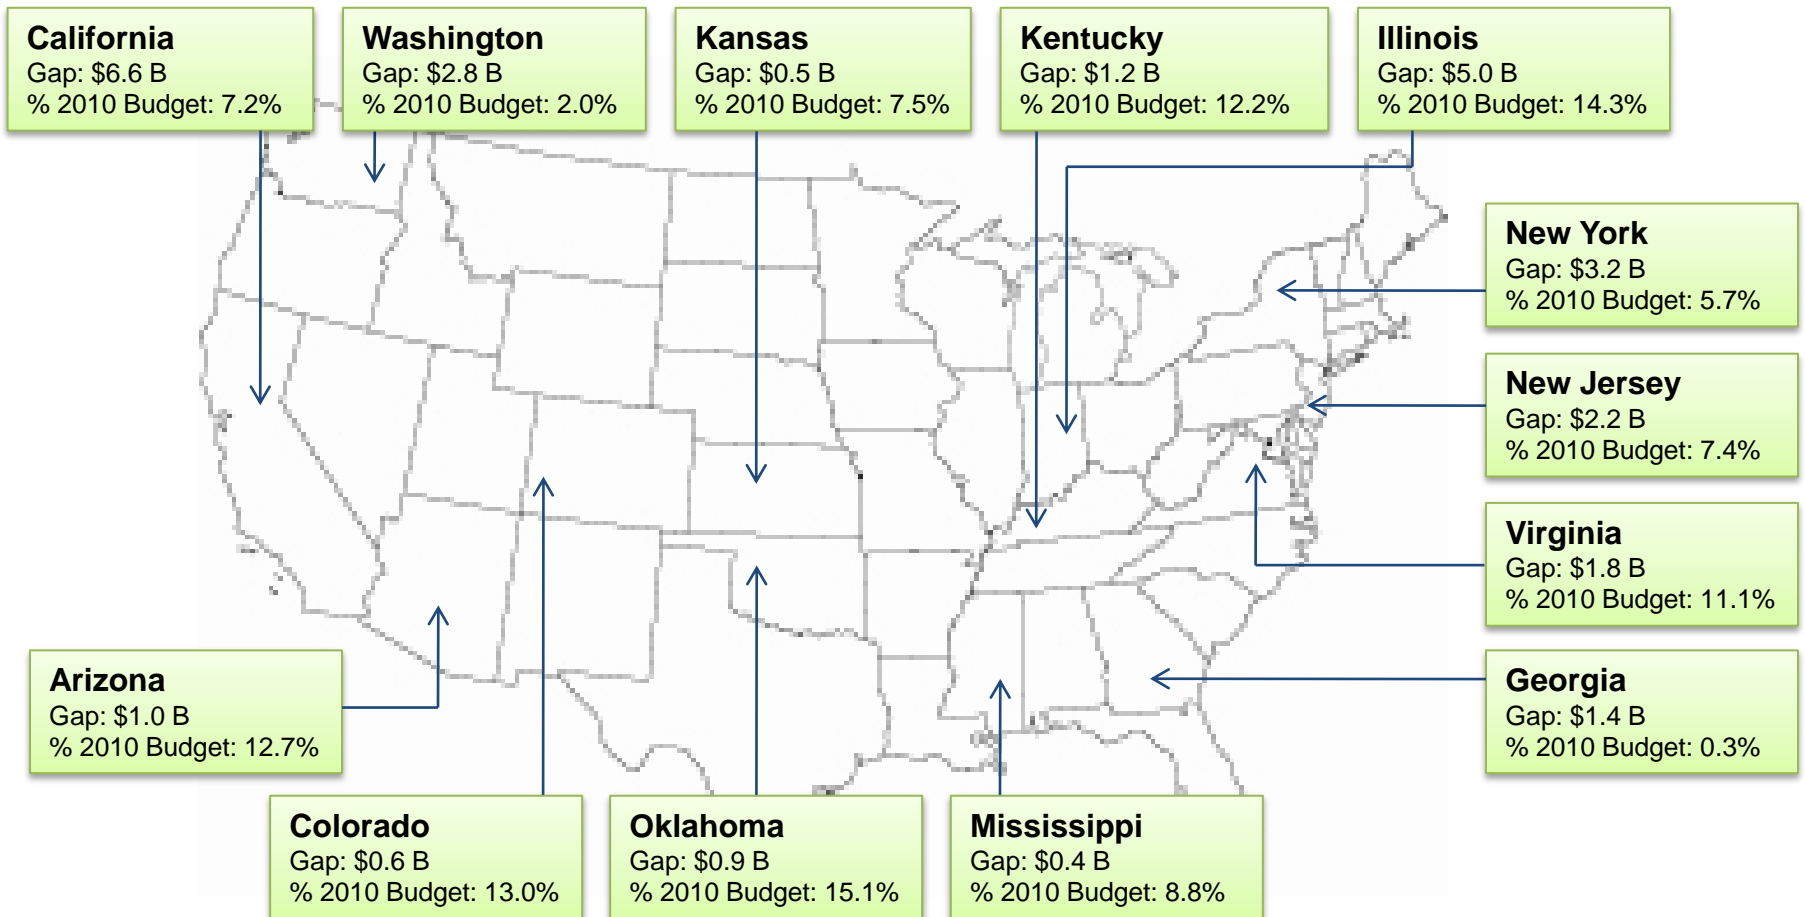 California
Gap: $6.6 B
% 2010 Budget: 7.2%
Washington
Gap: $2.8 B
% 2010 Budget: 2.0%
Kansas
Gap: $0.5 B
% 2010 Budget: 7.5%
Kentucky
Gap: $1.2 B
% 2010 Budget: 12.2%
Illinois
Gap: $5.0 B
% 2010 Budget: 14.3%
New York
Gap: $3.2 B
% 2010 Budget: 5.7%
New Jersey
Gap: $2.2 B
% 2010 Budget: 7.4%
Virginia
Gap: $1.8 B
% 2010 Budget: 11.1%
Georgia
Gap: $1.4 B
% 2010 Budget: 0.3%
Arizona
Gap: $1.0 B
% 2010 Budget: 12.7%
Colorado
Gap: $0.6 B
% 2010 Budget: 13.0%
Oklahoma
Gap: $0.9 B
% 2010 Budget: 15.1%
Mississippi
Gap: $0.4 B
% 2010 Budget: 8.8%